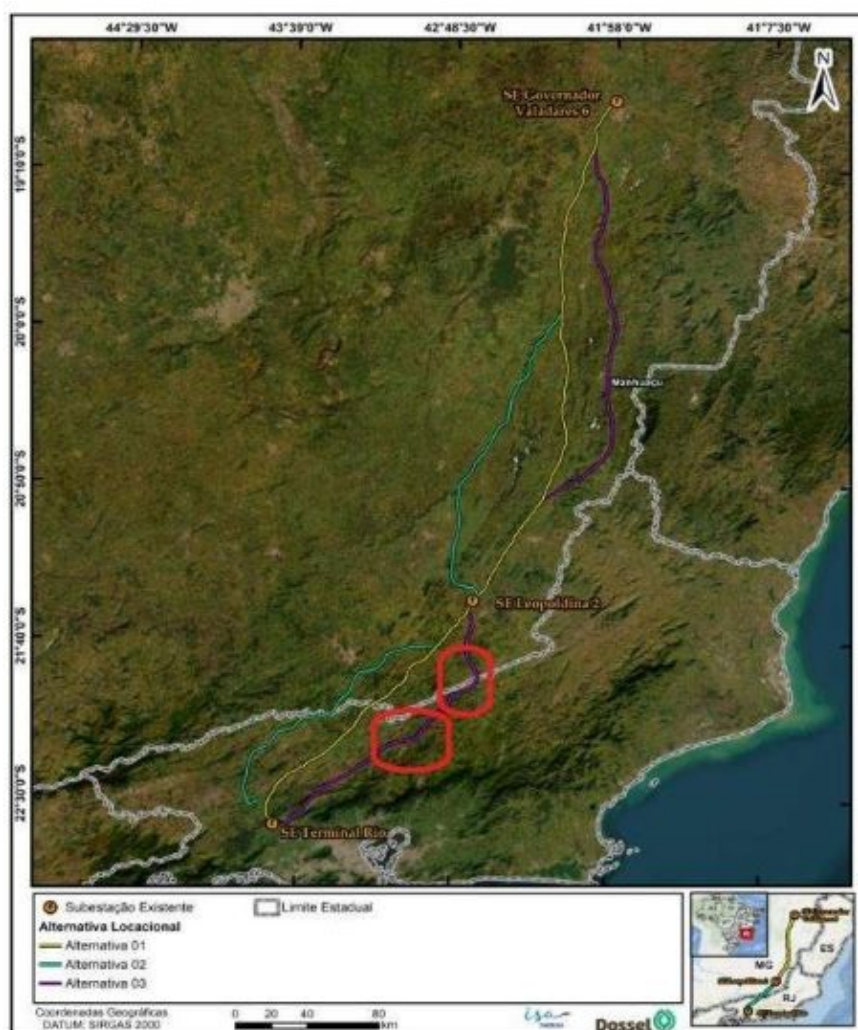 44°29'30"W 43°39'0"W 42°48'30"W 41°58'0"W 41°7'30"W
N
SE Governador
Valadares 6
19°10'0"S
20°0'0"S
Manhuaçu
20°50'0"S
SE Leopoldina 2
21°40'0"S
22°30'0"S
SE Terminal Rio
Subestação Existente Limite Estadual
Alternativa Locacional
Alternativa 01
Alternativa 02
Alternativa 03
MG
ES
RJ
Coordenadas Geográficas
DATUM: SIRGAS 2000
0 20 40 80
km
isa
Dossel